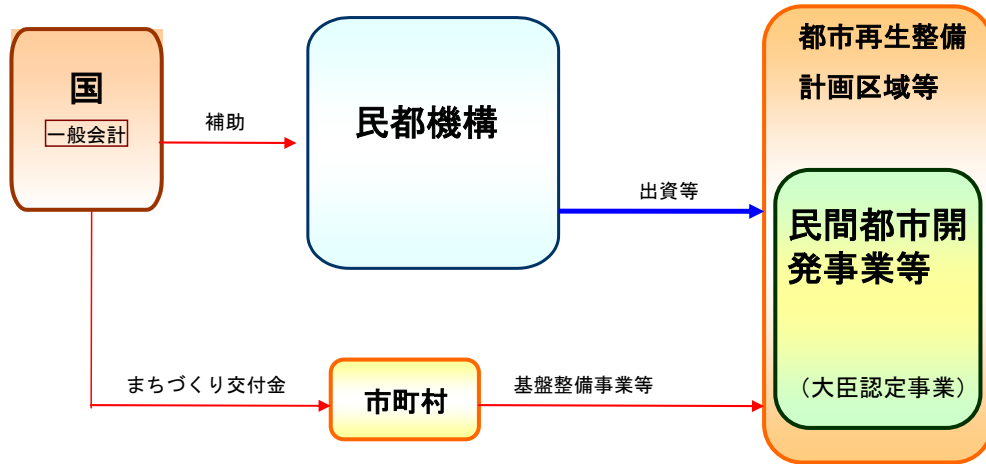 国
一般会計
補助
民都機構
出資等
都市再生整備
計画区域等
民間都市開
発事業等
（大臣認定事業）
まちづくり交付金
市町村
基盤整備事業等